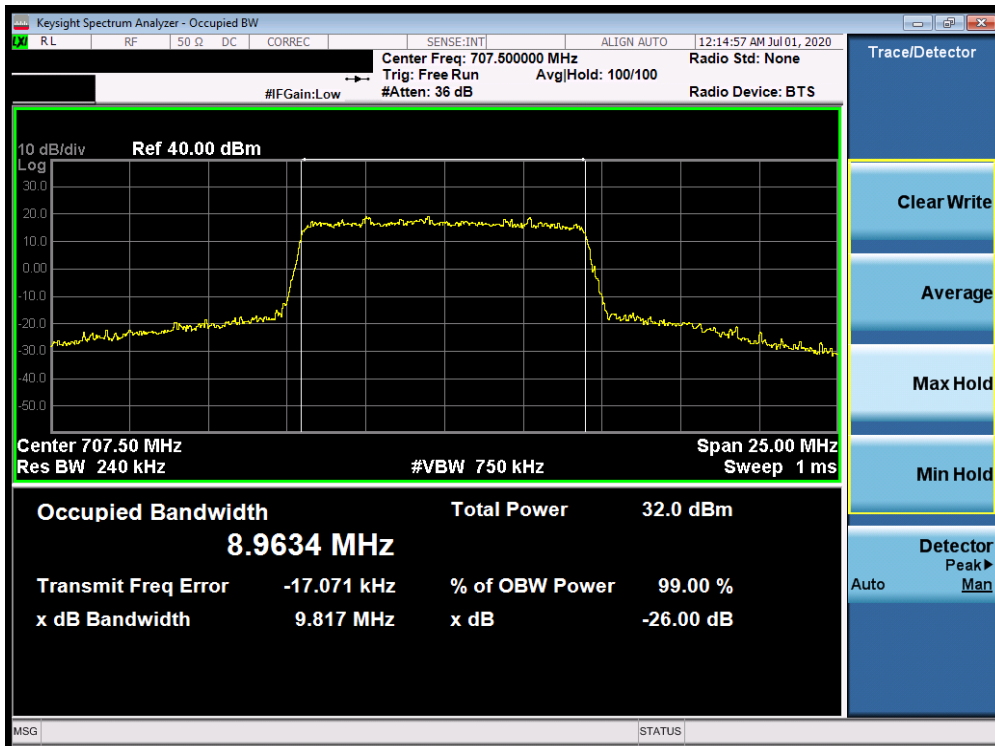 Keysight Spectrum Analyzer - Occupied BW
LXI RL RF 50 Ω DC CORREC SENSE:INT ALIGN AUTO 12:14:57 AM Jul 01, 2020
Center Freq: 707.500000 MHz Radio Std: None
Trig: Free Run Avg|Hold: 100/100
#IFGain:Low #Atten: 36 dB Radio Device: BTS
10 dB/div Ref 40.00 dBm
Log
30.0
20.0
10.0
0.00
-10.0
-20.0
-30.0
-40.0
-50.0
Center 707.50 MHz Span 25.00 MHz
Res BW 240 kHz #VBW 750 kHz Sweep 1 ms
Occupied Bandwidth Total Power 32.0 dBm
8.9634 MHz
Transmit Freq Error -17.071 kHz % of OBW Power 99.00 %
x dB Bandwidth 9.817 MHz x dB -26.00 dB
MSG STATUS
Trace/Detector
Clear Write
Average
Max Hold
Min Hold
Detector
Peak▶
Auto Man